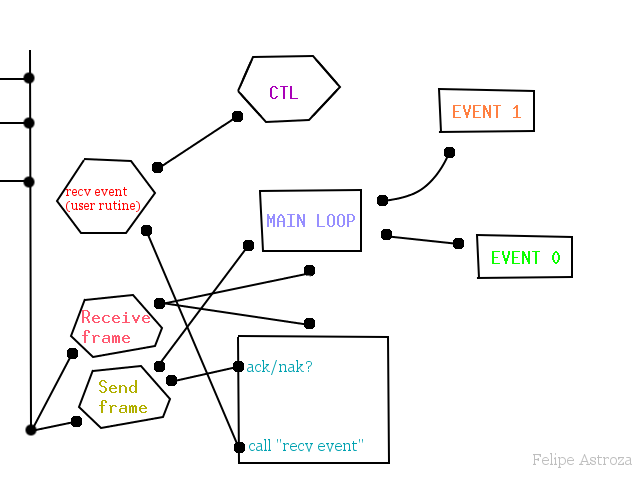 CTL
EVENT 1
recv event
(user rutine)
MAIN LOOP
EVENT 0
Receive
frame
ack/nak?
Send
frame
call "recv event"
Felipe Astroza